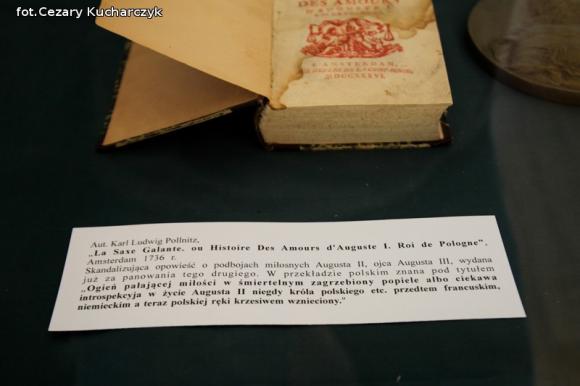 fot.Cezary Kucharczyk
DES AMOURS
D'AUGUSTE
A AMSTERDAM,
MDCCXXXVI.
Aut. Karl Ludwig Pollnitz,
„La Saxe Galante. ou Histoire Des Amours d'Auguste I. Roi de Pologne”.
Amsterdam 1736 r.
Skandalizująca opowieść o podbojach miłosnych Augusta II, ojca Augusta III, wydana
już za panowania tego drugiego. W przekładzie polskim znana pod tytułem
„Ogień pałającej miłości w śmiertelnym zagrzebiony popiele albo ciekawa
introspekcyja w życie Augusta II niegdy króla polskiego etc. przedtem francuskim,
niemieckim a teraz polskiej ręki krzesiwem wzniecony."